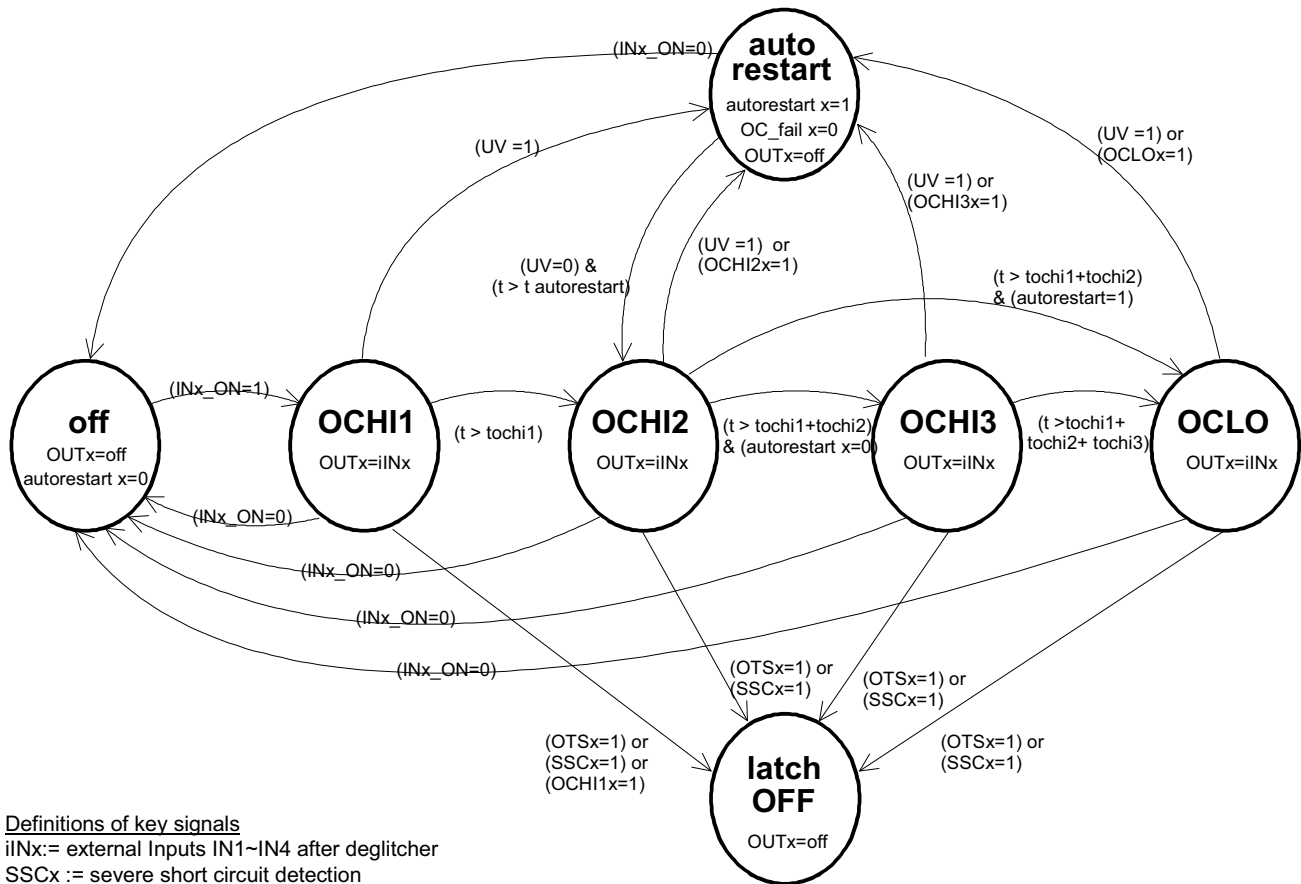 auto
restart
autorestart x=1
OC_fail x=0
OUTx=off
(INx_ON=0)
(UV =1)
(UV =1) or
(OCLOx=1)
(UV =1) or
(OCHI3x=1)
(UV =1) or
(OCHI2x=1)
(UV=0) &
(t > t autorestart)
(t > tochi1+tochi2)
& (autorestart=1)
off
OUTx=off
autorestart x=0
(INx_ON=1)
OCHI1
OUTx=iINx
(t > tochi1)
OCHI2
OUTx=iINx
(t > tochi1+tochi2)
& (autorestart x=0)
OCHI3
OUTx=iINx
(t >tochi1+
tochi2+ tochi3)
OCLO
OUTx=iINx
(INx_ON=0)
(INx_ON=0)
(INx_ON=0)
(INx_ON=0)
(OTSx=1) or
(SSCx=1) or
(OCHI1x=1)
(OTSx=1) or
(SSCx=1)
(OTSx=1) or
(SSCx=1)
(OTSx=1) or
(SSCx=1)
latch
OFF
OUTx=off
Definitions of key signals
iINx:= external Inputs IN1~IN4 after deglitcher
SSCx := severe short circuit detection